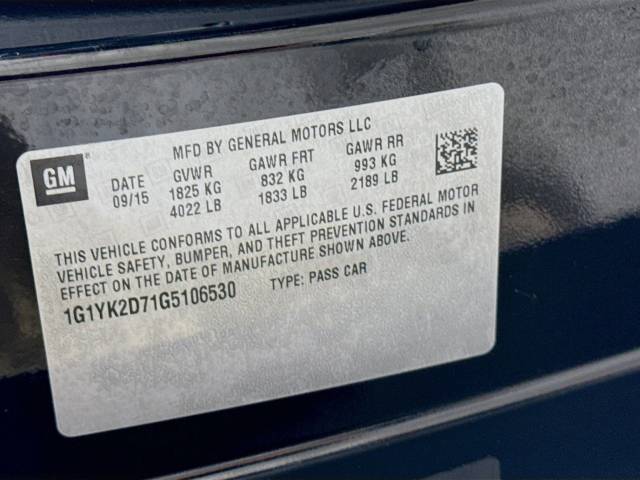 MFD BY GENERAL MOTORS LLC
GM ®
DATE GVWR GAWR FRT GAWR RR
09/15 1825 KG 832 KG 993 KG
4022 LB 1833 LB 2189 LB
THIS VEHICLE CONFORMS TO ALL APPLICABLE U.S. FEDERAL MOTOR
VEHICLE SAFETY, BUMPER, AND THEFT PREVENTION STANDARDS IN
EFFECT ON THE DATE OF MANUFACTURE SHOWN ABOVE.
1G1YK2D71G5106530 TYPE: PASS CAR